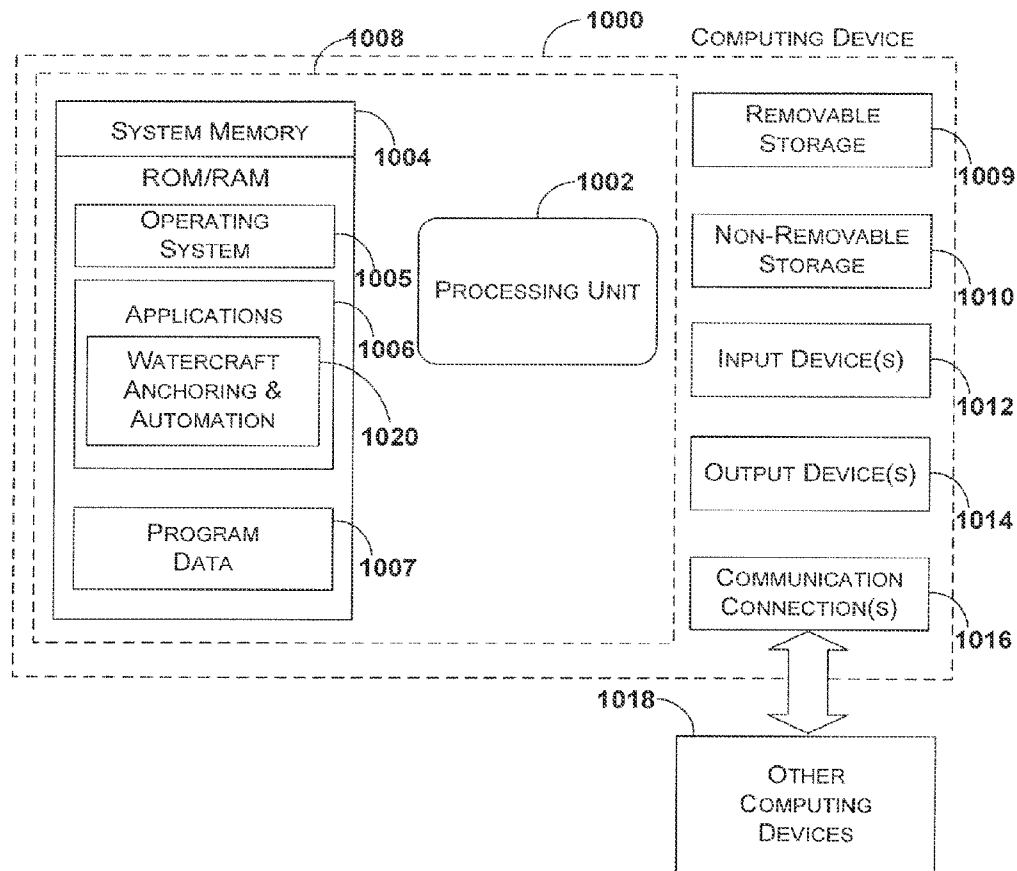 1000
COMPUTING DEVICE
1008
SYSTEM MEMORY
1004
ROM/RAM
OPERATING
SYSTEM
1005
APPLICATIONS
1006
WATERCRAFT
ANCHORING &
AUTOMATION
1020
PROGRAM
DATA
1007
1002
PROCESSING UNIT
REMOVABLE
STORAGE
1009
NON-REMOVABLE
STORAGE
1010
INPUT DEVICE(S)
1012
OUTPUT DEVICE(S)
1014
COMMUNICATION
CONNECTION(S)
1016
1018
OTHER
COMPUTING
DEVICES